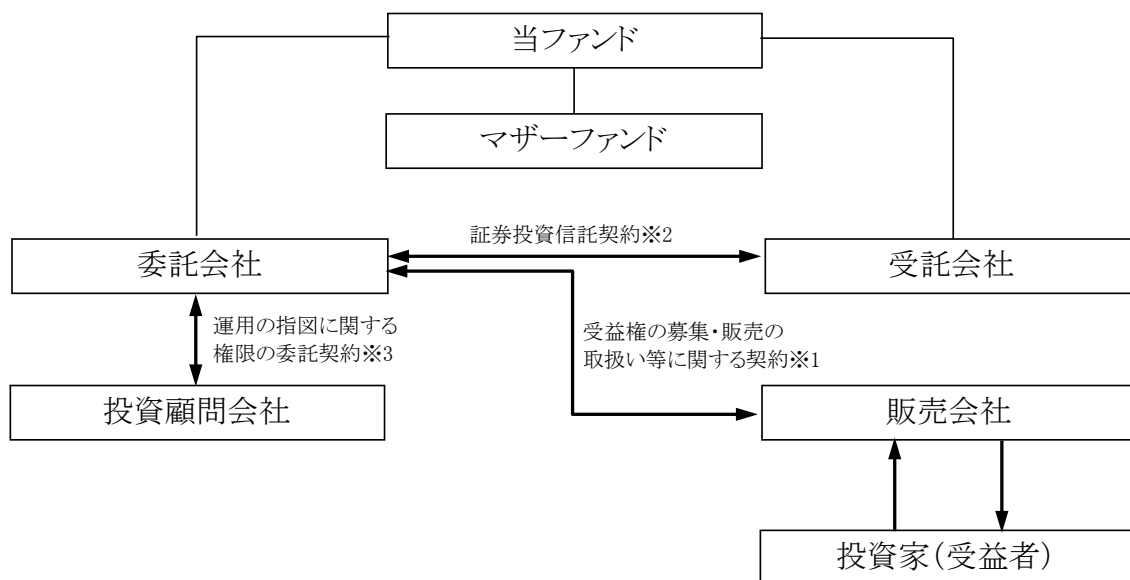 当ファンド
マザーファンド
証券投資信託契約※2
委託会社
受託会社
運用の指図に関する
権限の委託契約※3
受益権の募集・販売の
取扱い等に関する契約※1
投資顧問会社
販売会社
投資家(受益者)